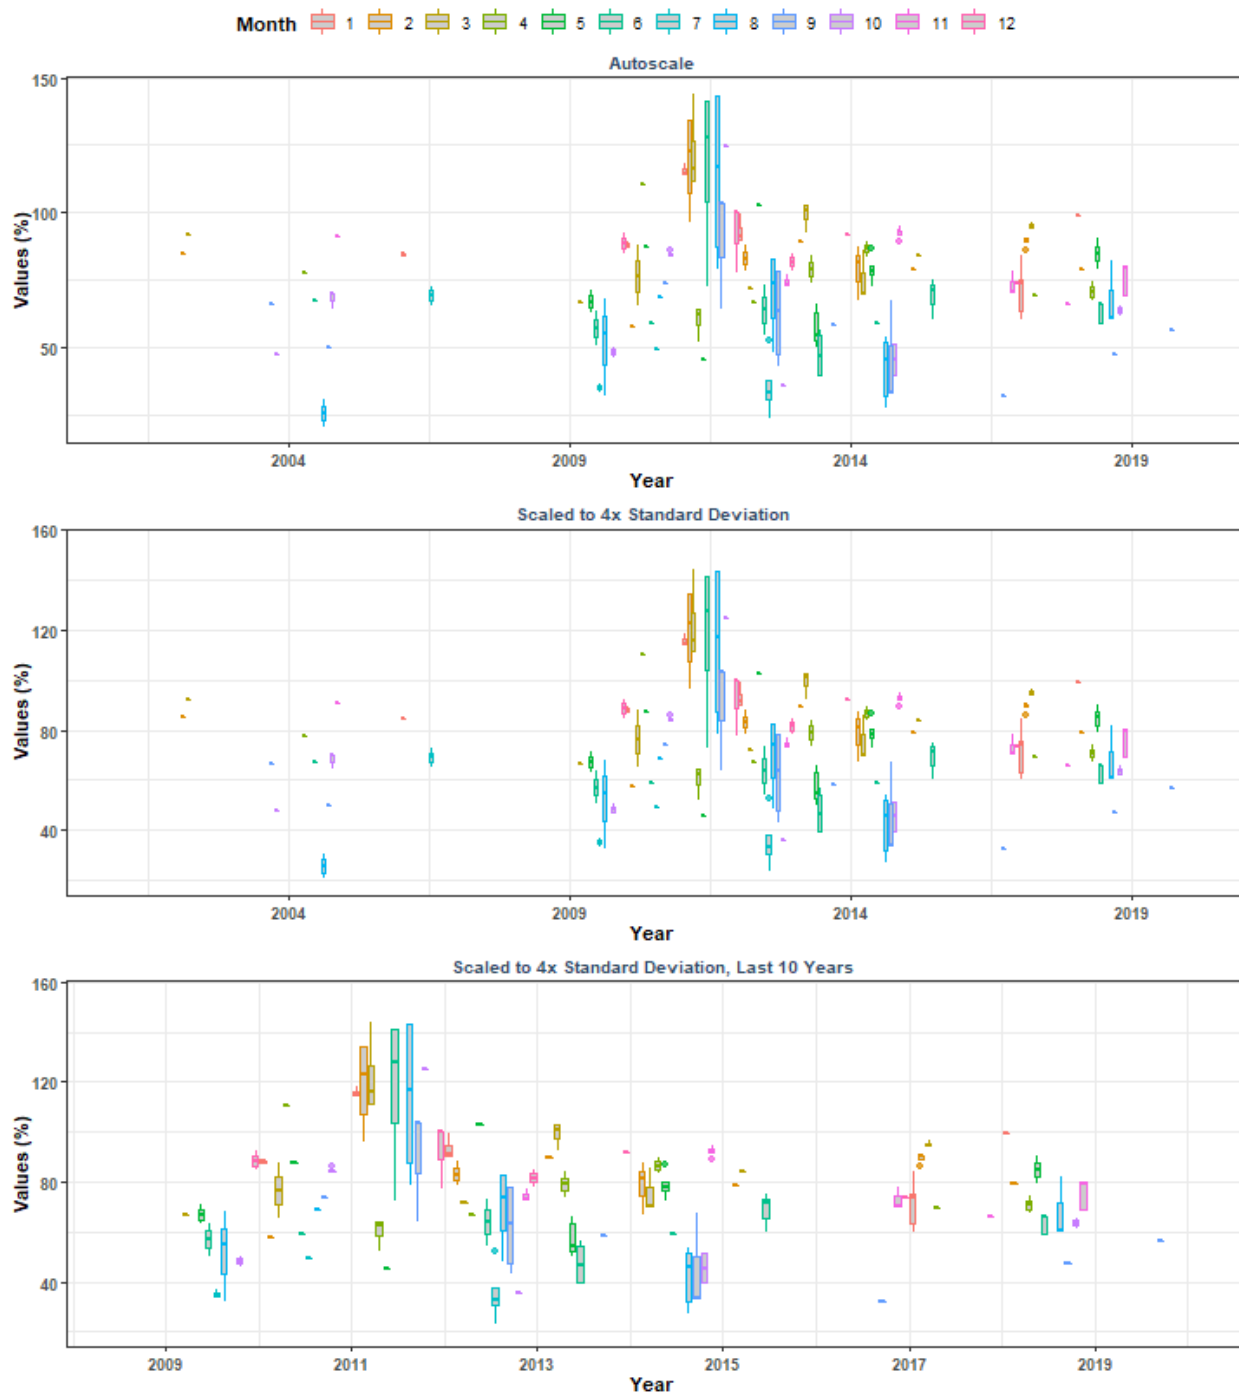 Month 1 2 3 4 5 6 7 8 9 10 11 12
Autoscale
150
100
50
Values (%)
2004 2009 2014 2019
Year
Scaled to 4x Standard Deviation
160
120
80
40
Values (%)
2004 2009 2014 2019
Year
Scaled to 4x Standard Deviation, Last 10 Years
160
120
80
40
Values (%)
2009 2011 2013 2015 2017 2019
Year